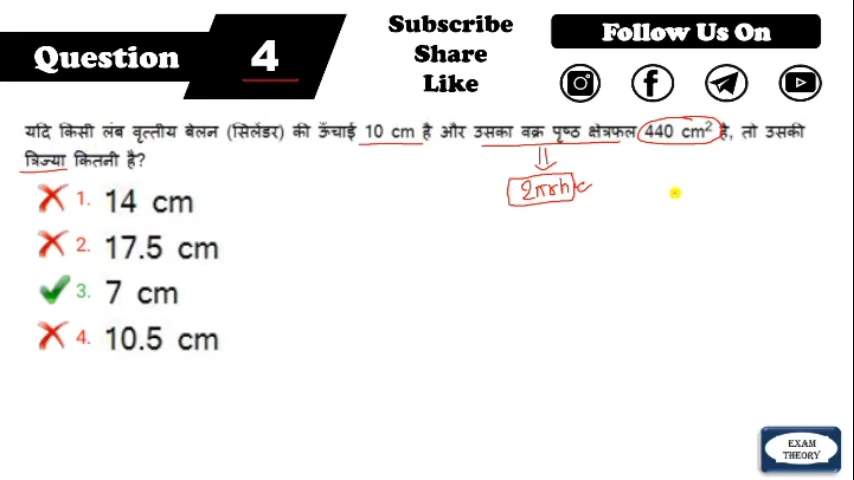 Question 4
Subscribe
Share
Like
Follow Us On
यदि किसी लंब वृत्तीय बेलन (सिलेंडर) की ऊँचाई 10 cm है और उसका वक्र पृष्ठ क्षेत्रफल 440 cm² है, तो उसकी
त्रिज्या कितनी है?
2πrh
1. 14 cm
2. 17.5 cm
3. 7 cm
4. 10.5 cm
EXAM
THEORY